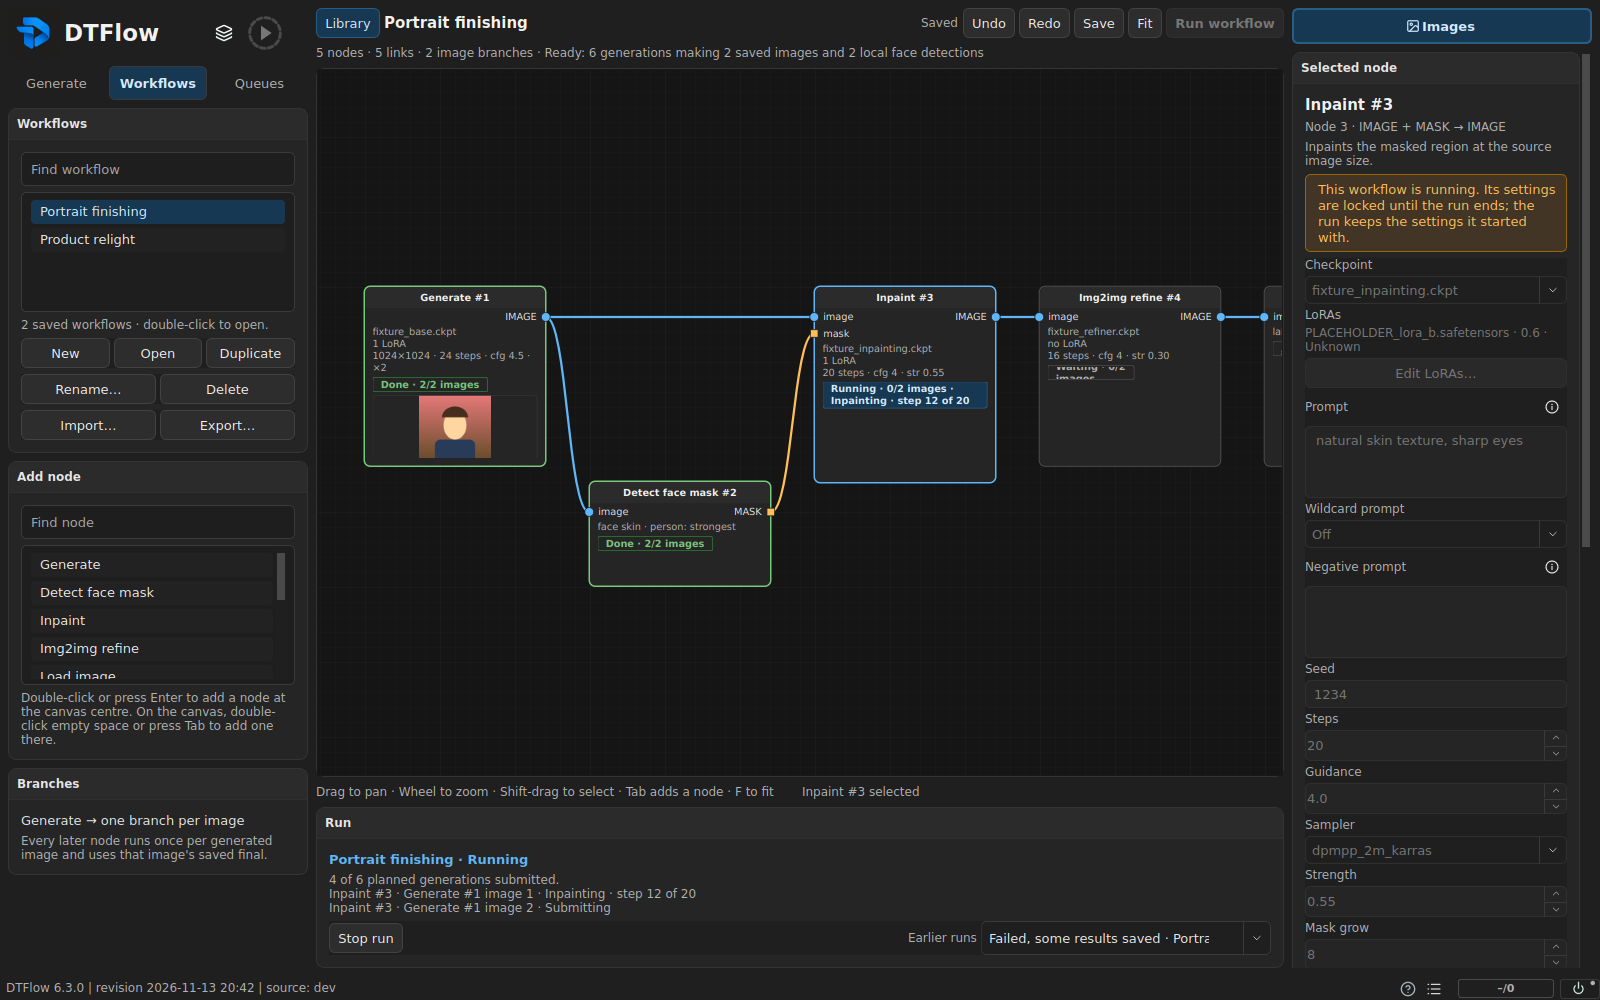 DTFlow
Generate
Workflows
Queues
Workflows
Find workflow
Portrait finishing
Product relight
2 saved workflows · double-click to open.
New
Open
Duplicate
Rename…
Delete
Import…
Export…
Add node
Find node
Generate
Detect face mask
Inpaint
Img2img refine
Load image
Double-click or press Enter to add a node at
the canvas centre. On the canvas, double-
click empty space or press Tab to add one
there.
Branches
Generate → one branch per image
Every later node runs once per generated
image and uses that image's saved final.
Library
Portrait finishing
Saved
Undo
Redo
Save
Fit
Run workflow
5 nodes · 5 links · 2 image branches · Ready: 6 generations making 2 saved images and 2 local face detections
Generate #1
IMAGE
fixture_base.ckpt
1 LoRA
1024×1024 · 24 steps · cfg 4.5 ·
×2
Done · 2/2 images
Detect face mask #2
image
MASK
face skin · person: strongest
Done · 2/2 images
Inpaint #3
image
IMAGE
mask
fixture_inpainting.ckpt
1 LoRA
20 steps · cfg 4 · str 0.55
Running · 0/2 images ·
Inpainting · step 12 of 20
Img2img refine #4
image
IMAGE
fixture_refiner.ckpt
no LoRA
16 steps · cfg 4 · str 0.30
Waiting · 0/2
images
Drag to pan · Wheel to zoom · Shift-drag to select · Tab adds a node · F to fit
Inpaint #3 selected
Run
Portrait finishing · Running
4 of 6 planned generations submitted.
Inpaint #3 · Generate #1 image 1 · Inpainting · step 12 of 20
Inpaint #3 · Generate #1 image 2 · Submitting
Stop run
Earlier runs
Failed, some results saved · Portra
Images
Selected node
Inpaint #3
Node 3 · IMAGE + MASK → IMAGE
Inpaints the masked region at the source
image size.
This workflow is running. Its settings
are locked until the run ends; the
run keeps the settings it started
with.
Checkpoint
fixture_inpainting.ckpt
LoRAs
PLACEHOLDER_lora_b.safetensors · 0.6 ·
Unknown
Edit LoRAs…
Prompt
natural skin texture, sharp eyes
Wildcard prompt
Off
Negative prompt
Seed
1234
Steps
20
Guidance
4.0
Sampler
dpmpp_2m_karras
Strength
0.55
Mask grow
8
DTFlow 6.3.0 | revision 2026-11-13 20:42 | source: dev
–/0